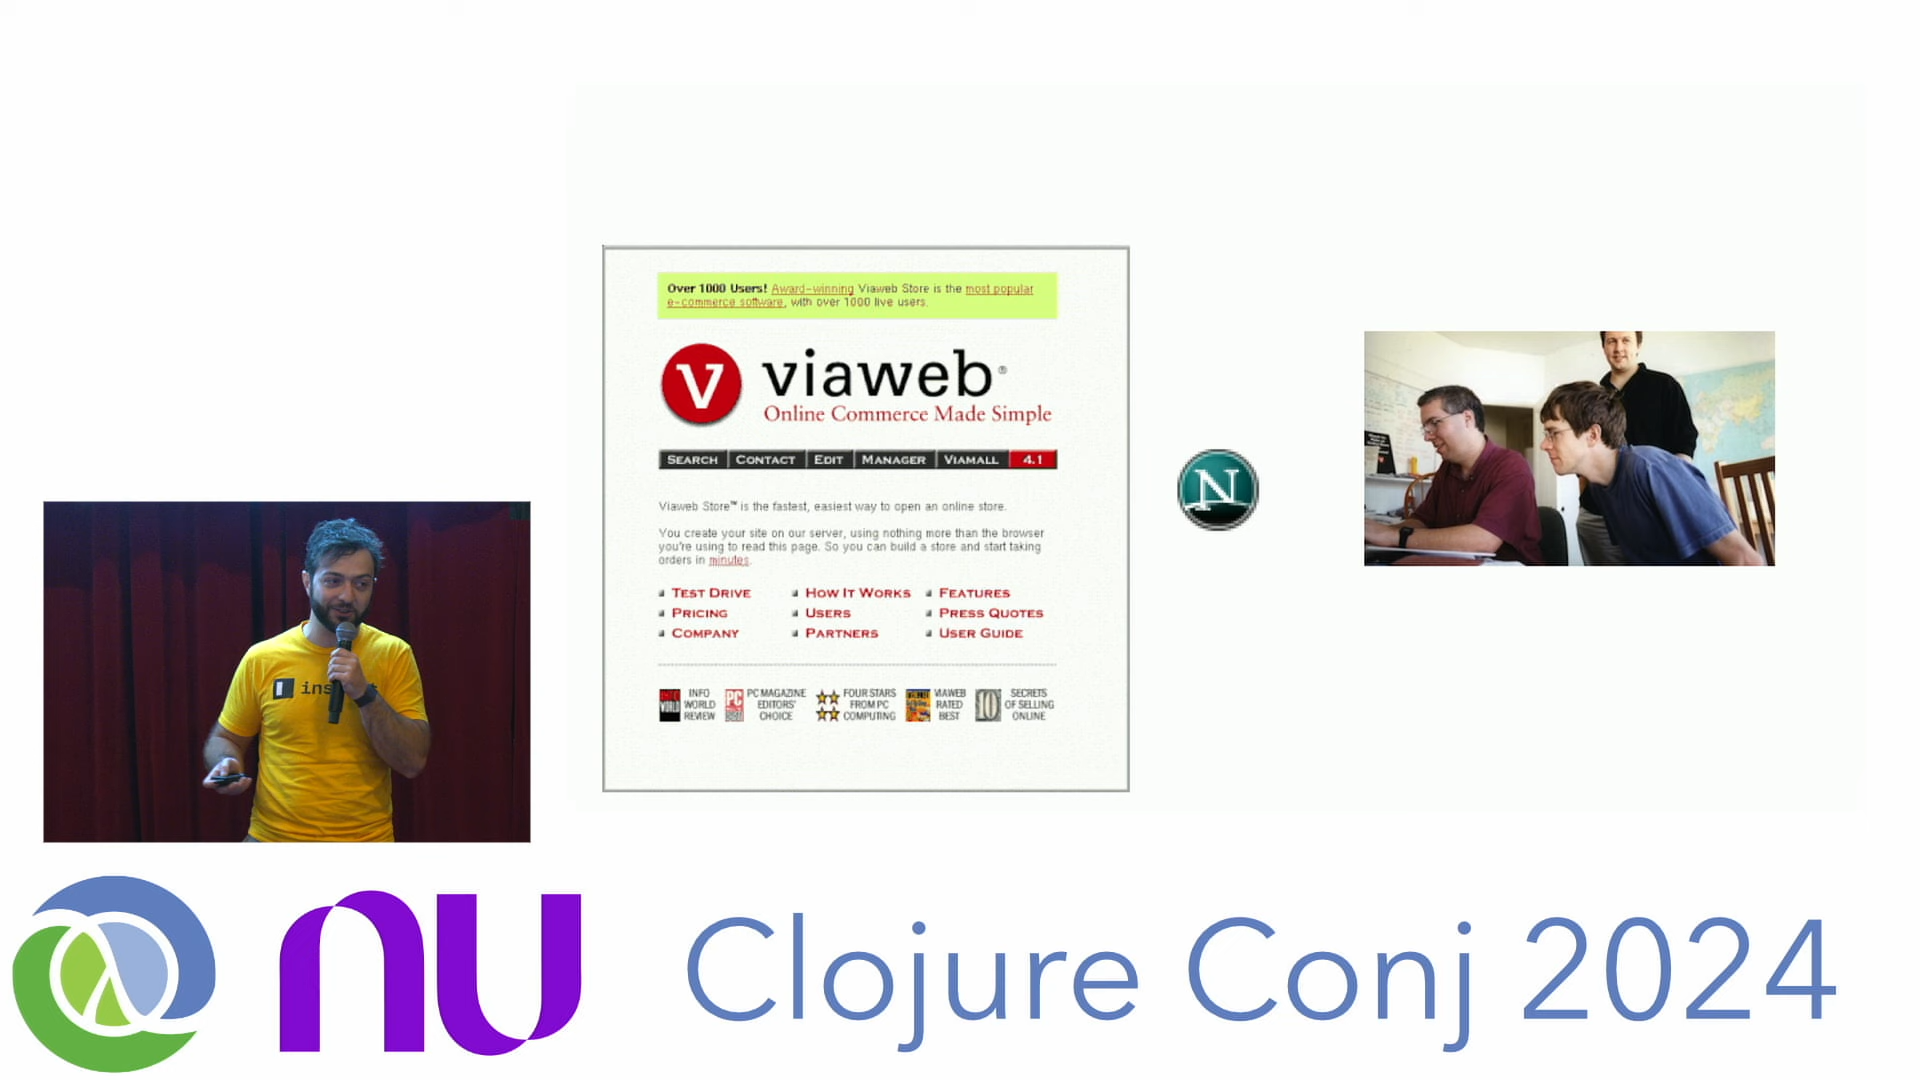 Over 1000 Users! Award-winning Viaweb Store is the most popular
e-commerce software, with over 1000 live users.
V
viaweb®
Online Commerce Made Simple
SEARCH CONTACT EDIT MANAGER VIAMALL 4.1
Viaweb Store™ is the fastest, easiest way to open an online store.
You create your site on our server, using nothing more than the browser
you're using to read this page. So you can build a store and start taking
orders in minutes.
TEST DRIVE HOW IT WORKS FEATURES
PRICING USERS PRESS QUOTES
COMPANY PARTNERS USER GUIDE
INFO WORLD REVIEW
PC
PC MAGAZINE EDITORS' CHOICE
FOUR STARS FROM PC COMPUTING
VIAWEB RATED BEST
10
SECRETS OF SELLING ONLINE
N
nu
Clojure Conj 2024